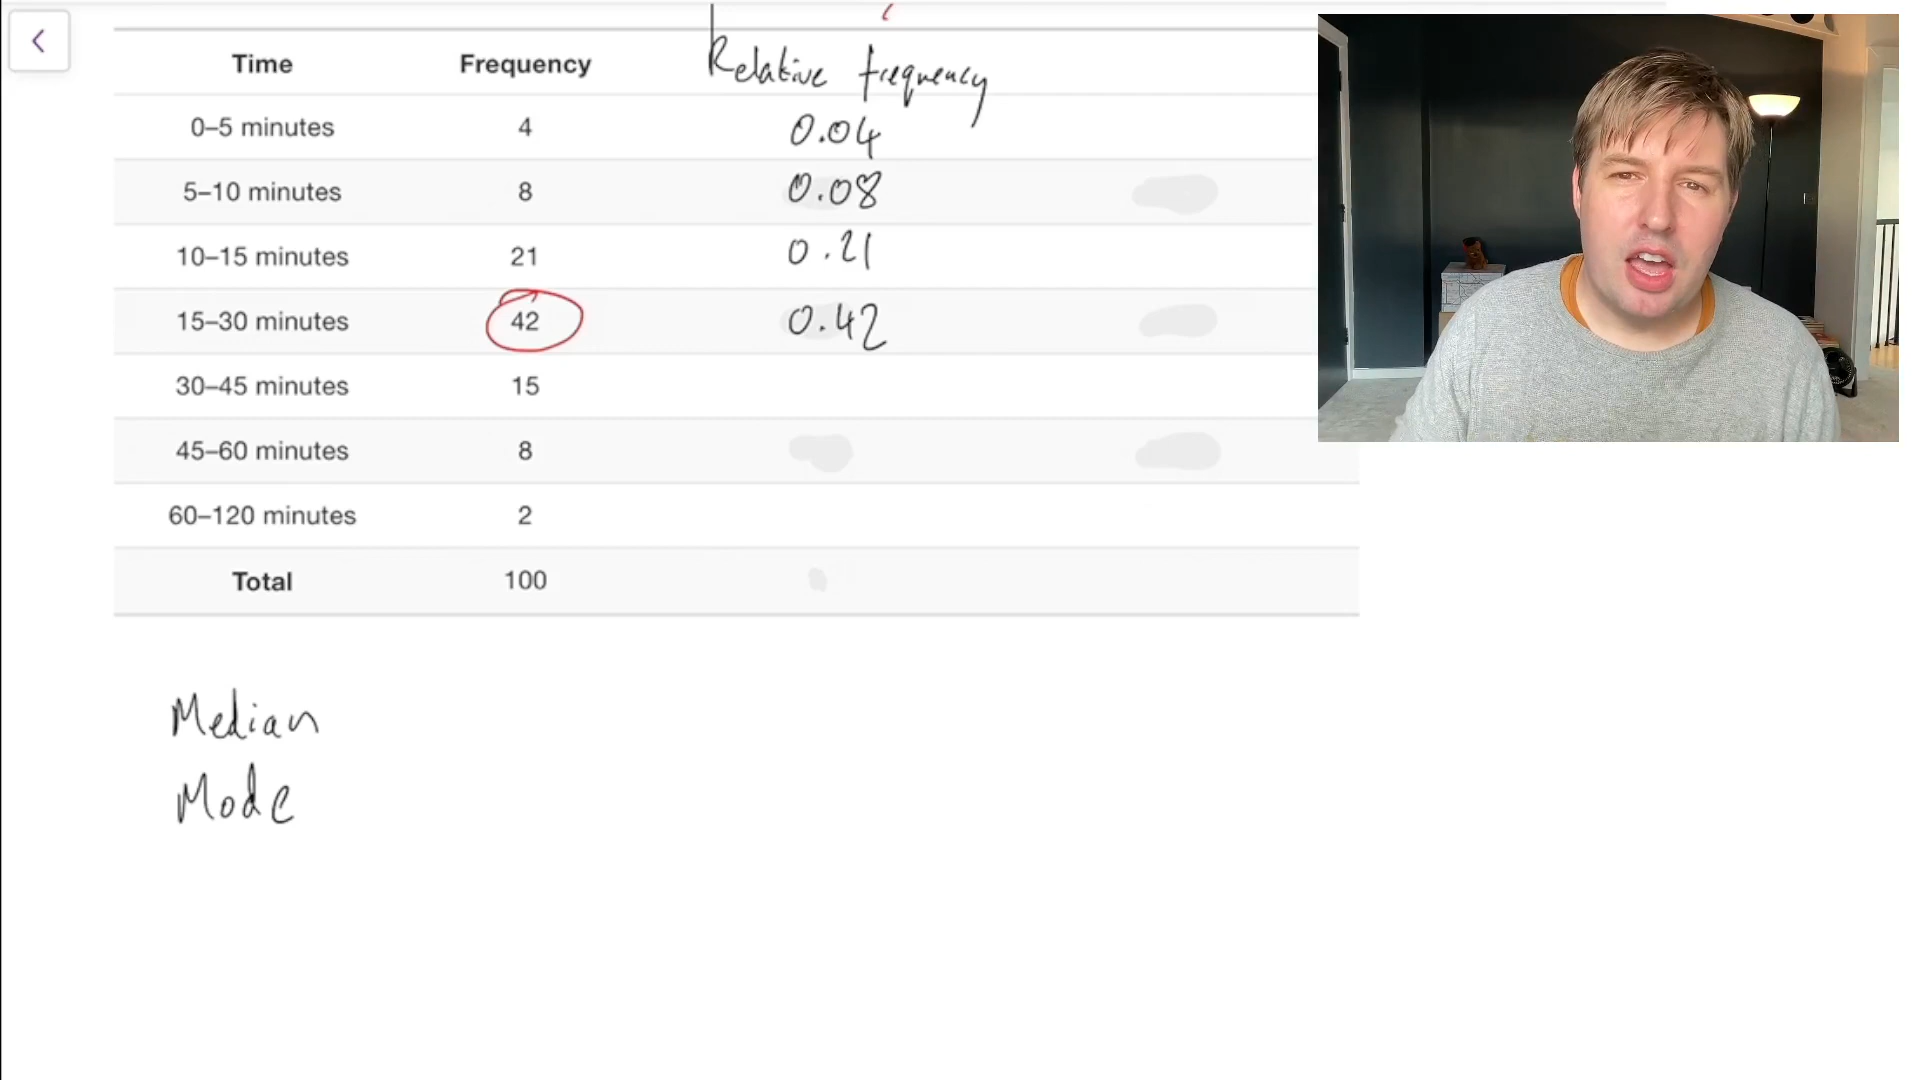 Time Frequency Relative frequency
0–5 minutes 4 0.04
5–10 minutes 8 0.08
10–15 minutes 21 0.21
15–30 minutes 42 0.42
30–45 minutes 15
45–60 minutes 8
60–120 minutes 2
Total 100
Median
Mode